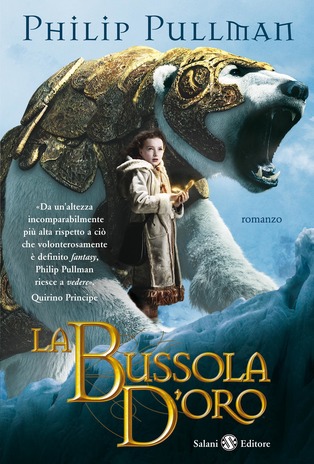 PHILIP PULLMAN
«Da un'altezza
incomparabilmente
più alta rispetto a ciò
che volonterosamente
è definito fantasy,
Philip Pullman
riesce a vedere».
Quirino Principe
romanzo
LA
BUSSOLA
D'ORO
Salani Editore